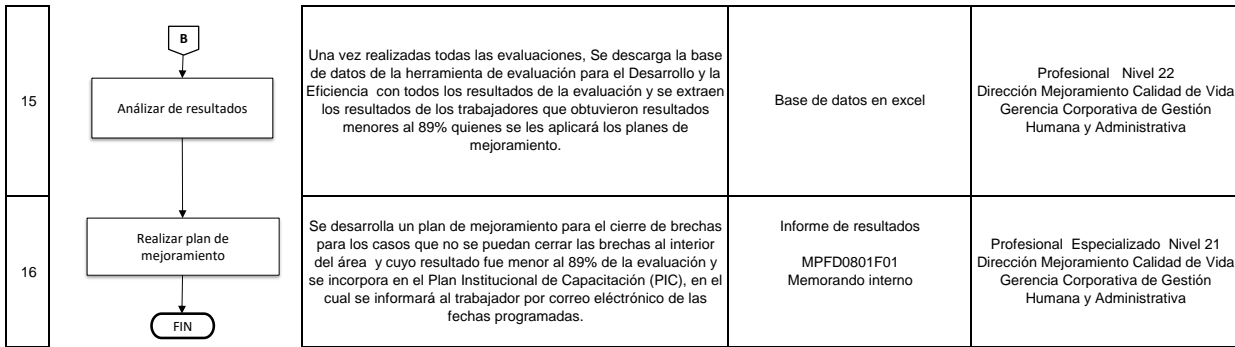 B
15
Análizar de resultados
Una vez realizadas todas las evaluaciones, Se descarga la base
de datos de la herramienta de evaluación para el Desarrollo y la
Eficiencia con todos los resultados de la evaluación y se extraen
los resultados de los trabajadores que obtuvieron resultados
menores al 89% quienes se les aplicará los planes de
mejoramiento.
Base de datos en excel
Profesional Nivel 22
Dirección Mejoramiento Calidad de Vida
Gerencia Corporativa de Gestión
Humana y Administrativa
16
Realizar plan de
mejoramiento
FIN
Se desarrolla un plan de mejoramiento para el cierre de brechas
para los casos que no se puedan cerrar las brechas al interior
del área y cuyo resultado fue menor al 89% de la evaluación y
se incorpora en el Plan Institucional de Capacitación (PIC), en el
cual se informará al trabajador por correo eléctrónico de las
fechas programadas.
Informe de resultados
MPFD0801F01
Memorando interno
Profesional Especializado Nivel 21
Dirección Mejoramiento Calidad de Vida
Gerencia Corporativa de Gestión
Humana y Administrativa